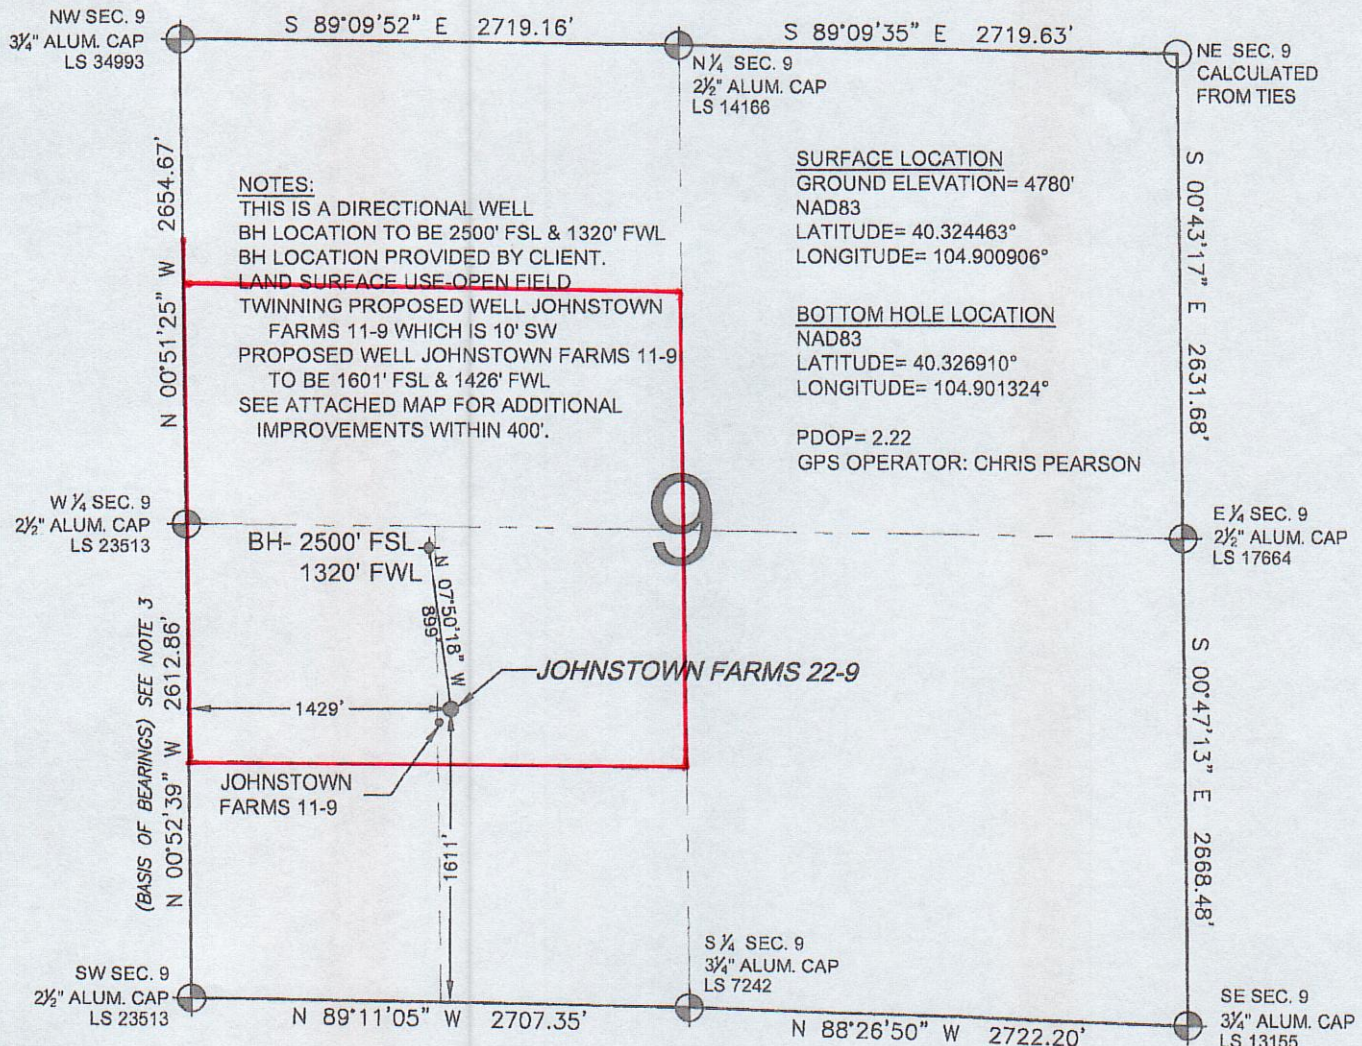 NW SEC. 9
3¼" ALUM. CAP
LS 34993
S 89°09'52" E 2719.16'
N ¼ SEC. 9
2½" ALUM. CAP
LS 14166
S 89°09'35" E 2719.63'
NE SEC. 9
CALCULATED
FROM TIES
N 00°51'25" W 2654.67'
NOTES:
THIS IS A DIRECTIONAL WELL
BH LOCATION TO BE 2500' FSL & 1320' FWL
BH LOCATION PROVIDED BY CLIENT.
LAND SURFACE USE-OPEN FIELD
TWINNING PROPOSED WELL JOHNSTOWN
FARMS 11-9 WHICH IS 10' SW
PROPOSED WELL JOHNSTOWN FARMS 11-9
TO BE 1601' FSL & 1426' FWL
SEE ATTACHED MAP FOR ADDITIONAL
IMPROVEMENTS WITHIN 400'.
SURFACE LOCATION
GROUND ELEVATION= 4780'
NAD83
LATITUDE= 40.324463°
LONGITUDE= 104.900906°
BOTTOM HOLE LOCATION
NAD83
LATITUDE= 40.326910°
LONGITUDE= 104.901324°
PDOP= 2.22
GPS OPERATOR: CHRIS PEARSON
S 00°43'17" E 2631.68'
W ¼ SEC. 9
2½" ALUM. CAP
LS 23513
9
E ¼ SEC. 9
2½" ALUM. CAP
LS 17664
BH- 2500' FSL
1320' FWL
N 07°50'18" W
899'
JOHNSTOWN FARMS 22-9
1429'
JOHNSTOWN
FARMS 11-9
1611'
(BASIS OF BEARINGS) SEE NOTE 3
N 00°52'39" W 2612.86'
S 00°47'13" E 2668.48'
SW SEC. 9
2½" ALUM. CAP
LS 23513
N 89°11'05" W 2707.35'
S ¼ SEC. 9
3¼" ALUM. CAP
LS 7242
N 88°26'50" W 2722.20'
SE SEC. 9
3¼" ALUM. CAP
LS 13155